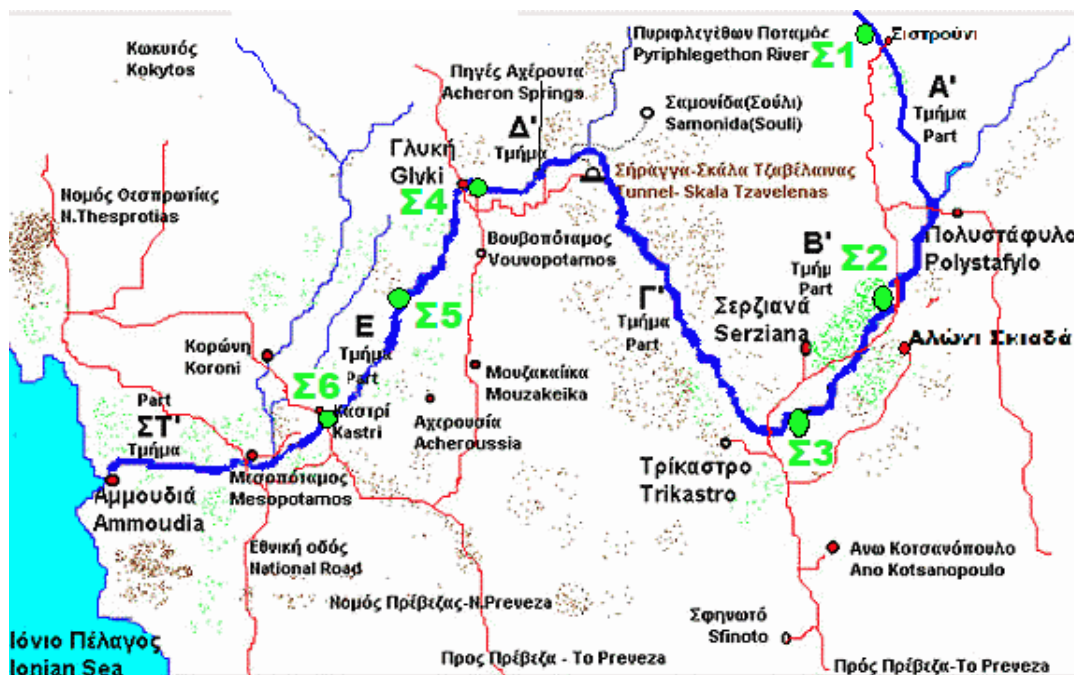 Κωκυτός
Kokytos
Πηγές Αχέροντα
Acheron Springs
Πυριφλεγέθων Ποταμός
Pyriphlegethon River
Σ1
Σιστρούνι
Α'
Τμήμα
Part
Σαμονίδα(Σούλι)
Samonida(Souli)
Δ'
Τμήμα
Γλυκή
Glyki
Σ4
Σήραγγα-Σκάλα Τζαβέλαινας
Tunnel- Skala Tzavelenas
Νομός Θεσπρωτίας
N.Thesprotias
Βουβοπόταμος
Vouvopotamos
Πολυστάφυλο
Polystafylo
Β'
Τμήμ
Part
Σ2
Γ'
Τμήμα
Part
Σερζιανά
Serziana
Αλώνι Σκιαδά
Σ5
Ε
Τμήμα
Part
Κορώνη
Koroni
Μουζακαίικα
Mouzakeika
Σ6
Καστρί
Kastri
Αχερουσία
Acheroussia
Part
ΣΤ'
Τμήμα
Σ3
Τρίκαστρο
Trikastro
Μεσοπόταμος
Mesopotamos
Αμμουδιά
Ammoudia
Εθνική οδός
National Road
Ανω Κοτσανόπουλο
Ano Kotsanopoulo
Νομός Πρέβεζας-N.Preveza
Σφηνωτό
Sfinoto
Ιόνιο Πέλαγος
Ionian Sea
Προς Πρέβεζα - To Preveza
Πρός Πρέβεζα-To Preveza